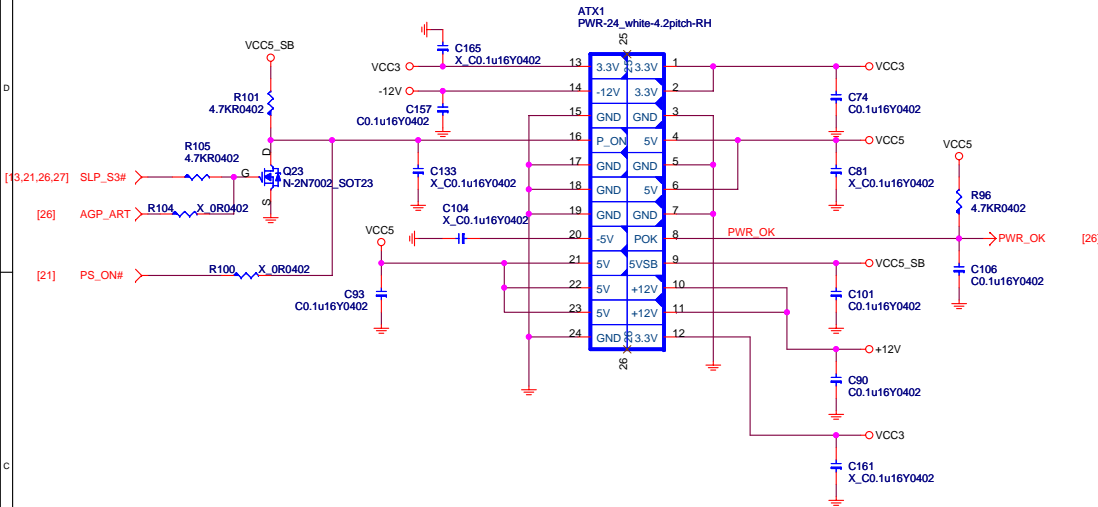 ATX1
PWR-24_white-4.2pitch-RH
25
C165
X_C0.1u16Y0402
VCC5_SB
VCC3
13
3.3V
3.3V
1
VCC3
D
-12V
14
-12V
3.3V
2
R101
4.7KR0402
C157
C0.1u16Y0402
C74
C0.1u16Y0402
15
GND
GND
3
16
P_ON
5V
4
VCC5
R105
4.7KR0402
D
G
S
Q23
N-2N7002_SOT23
C133
X_C0.1u16Y0402
17
GND
GND
5
C81
X_C0.1u16Y0402
VCC5
[13,21,26,27]
SLP_S3#
18
GND
5V
6
R96
4.7KR0402
[26]
AGP_ART
R104
X_0R0402
C104
X_C0.1u16Y0402
19
GND
GND
7
VCC5
20
-5V
POK
8
PWR_OK
PWR_OK
[26]
21
5V
5VSB
9
VCC5_SB
[21]
PS_ON#
R100
X_0R0402
C106
C0.1u16Y0402
22
5V
+12V
10
C93
C0.1u16Y0402
C101
C0.1u16Y0402
23
5V
+12V
11
24
GND
3.3V
12
+12V
26
C90
C0.1u16Y0402
VCC3
C
C161
X_C0.1u16Y0402